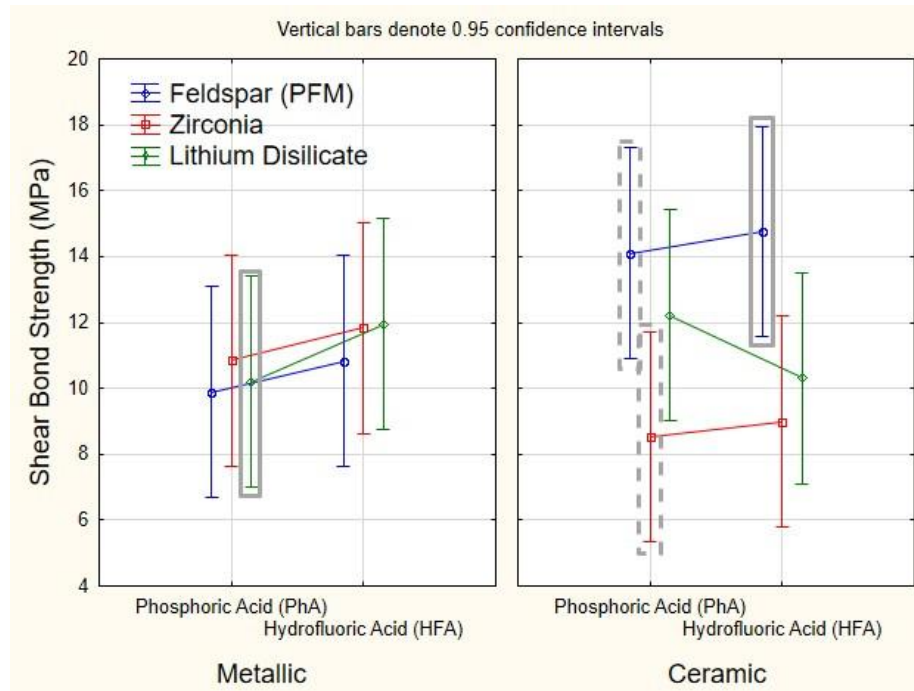 Vertical bars denote 0.95 confidence intervals
Shear Bond Strength (MPa)
20
18
16
14
12
10
8
6
4
Feldspar (PFM)
Zirconia
Lithium Disilicate
Phosphoric Acid (PhA)
Hydrofluoric Acid (HFA)
Metallic
Phosphoric Acid (PhA)
Hydrofluoric Acid (HFA)
Ceramic